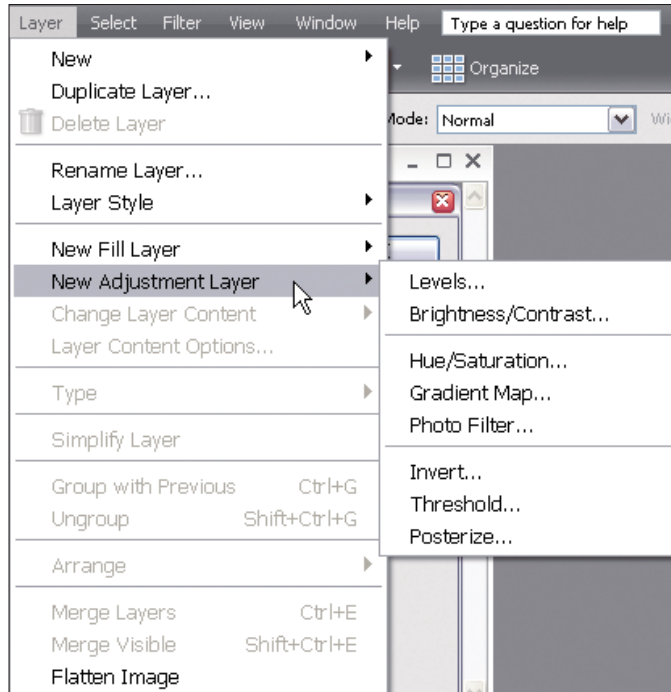 Layer Select Filter View Window Help Type a question for help
New
Duplicate Layer...
Delete Layer
Rename Layer...
Layer Style
New Fill Layer
New Adjustment Layer
Change Layer Content
Layer Content Options...
Type
Simplify Layer
Group with Previous Ctrl+G
Ungroup Shift+Ctrl+G
Arrange
Merge Layers Ctrl+E
Merge Visible Shift+Ctrl+E
Flatten Image
Organize
Mode: Normal
Levels...
Brightness/Contrast...
Hue/Saturation...
Gradient Map...
Photo Filter...
Invert...
Threshold...
Posterize...